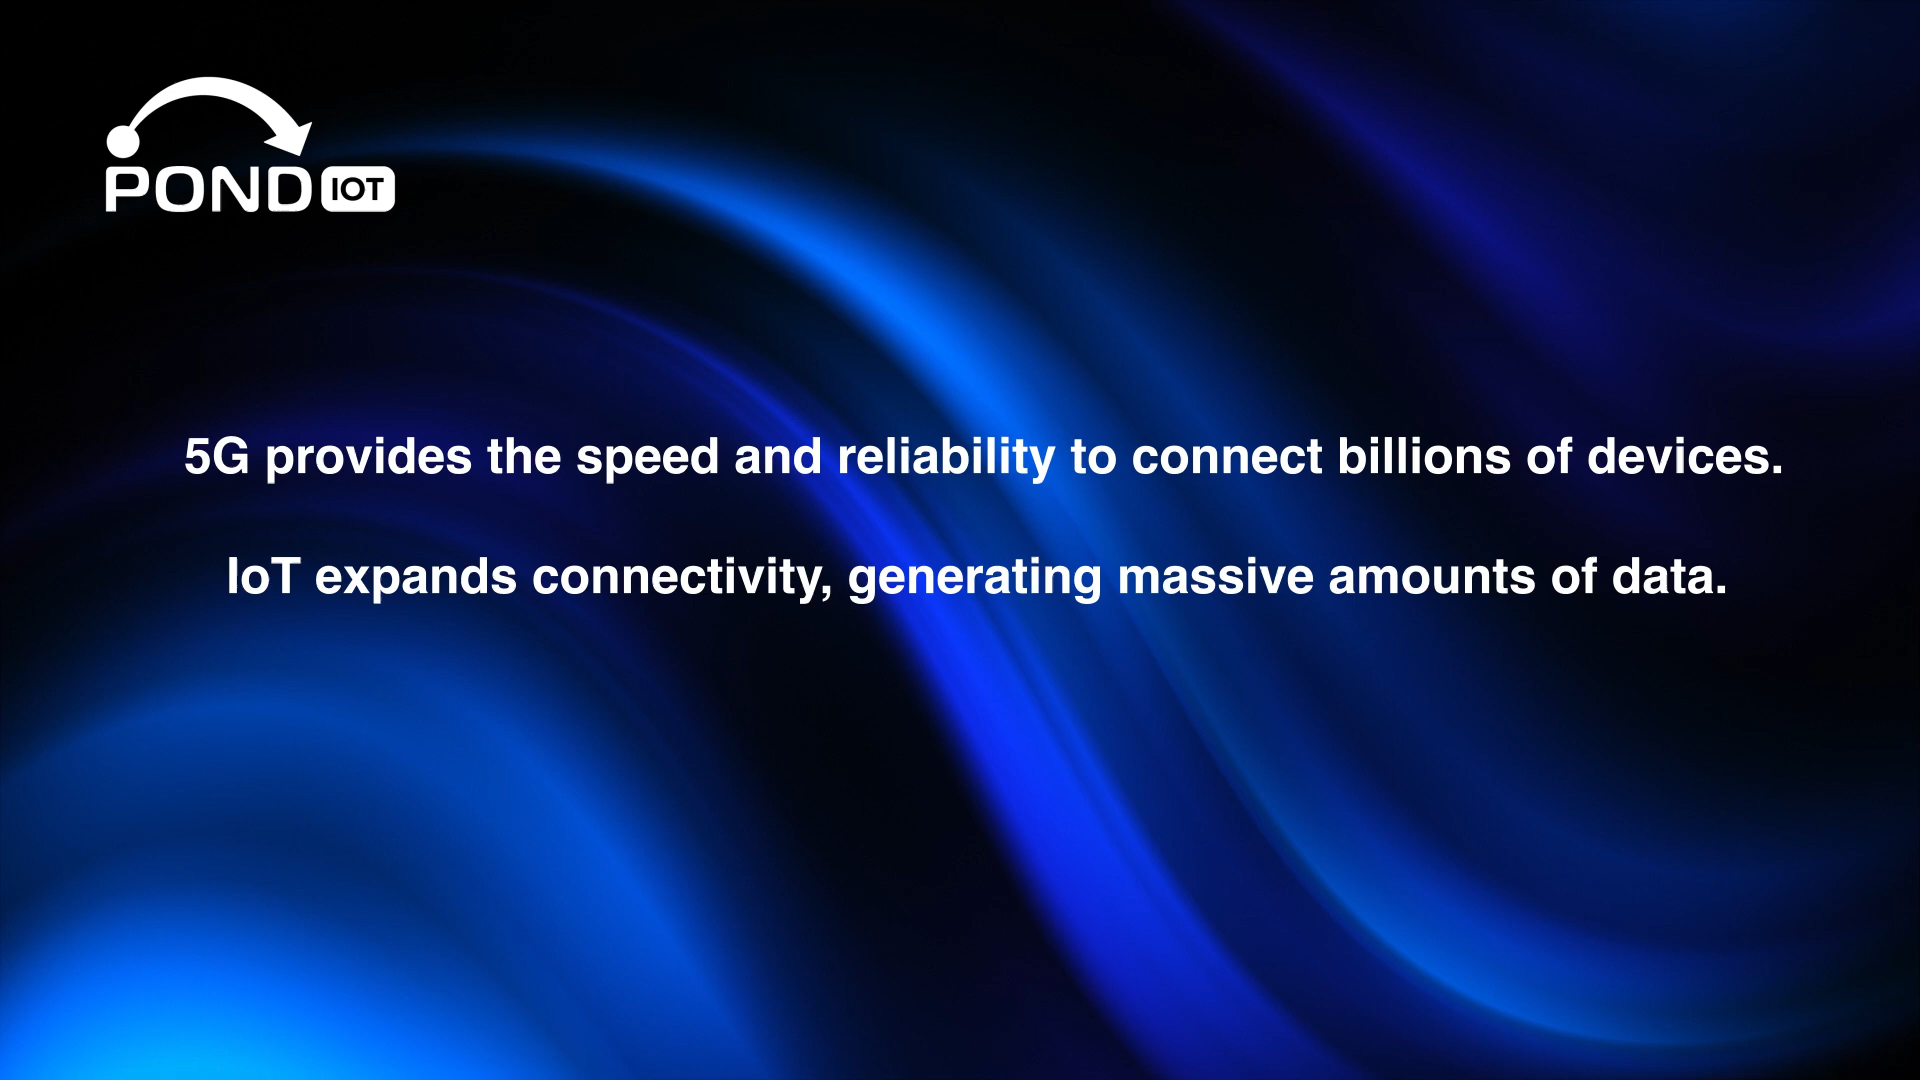 POND IOT
5G provides the speed and reliability to connect billions of devices.
IoT expands connectivity, generating massive amounts of data.